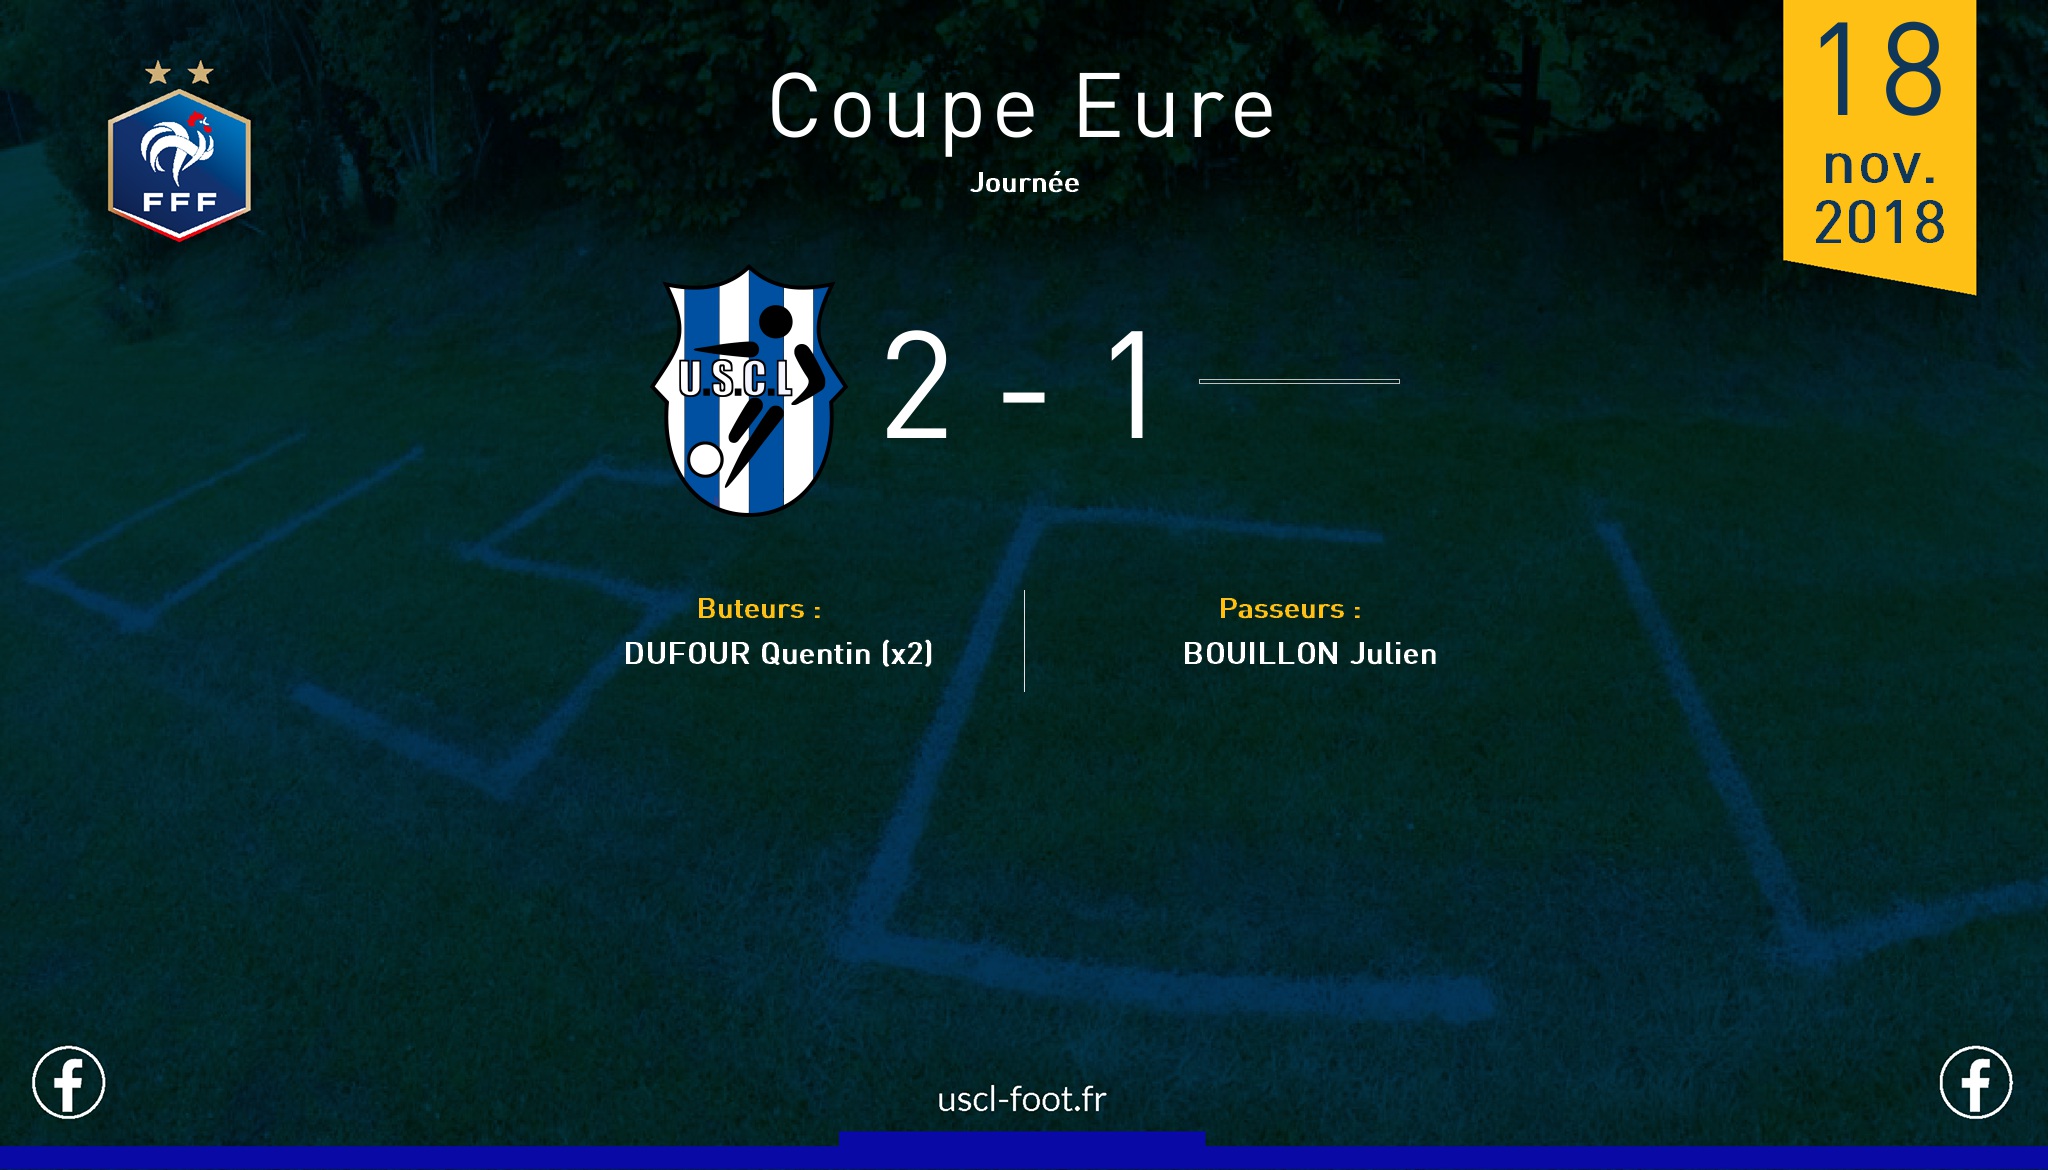 Coupe Eure
Journée
18
nov.
2018
FFF
U.S.C.L
2 - 1
Buteurs :
DUFOUR Quentin (x2)
Passeurs :
BOUILLON Julien
USCL
uscl-foot.fr